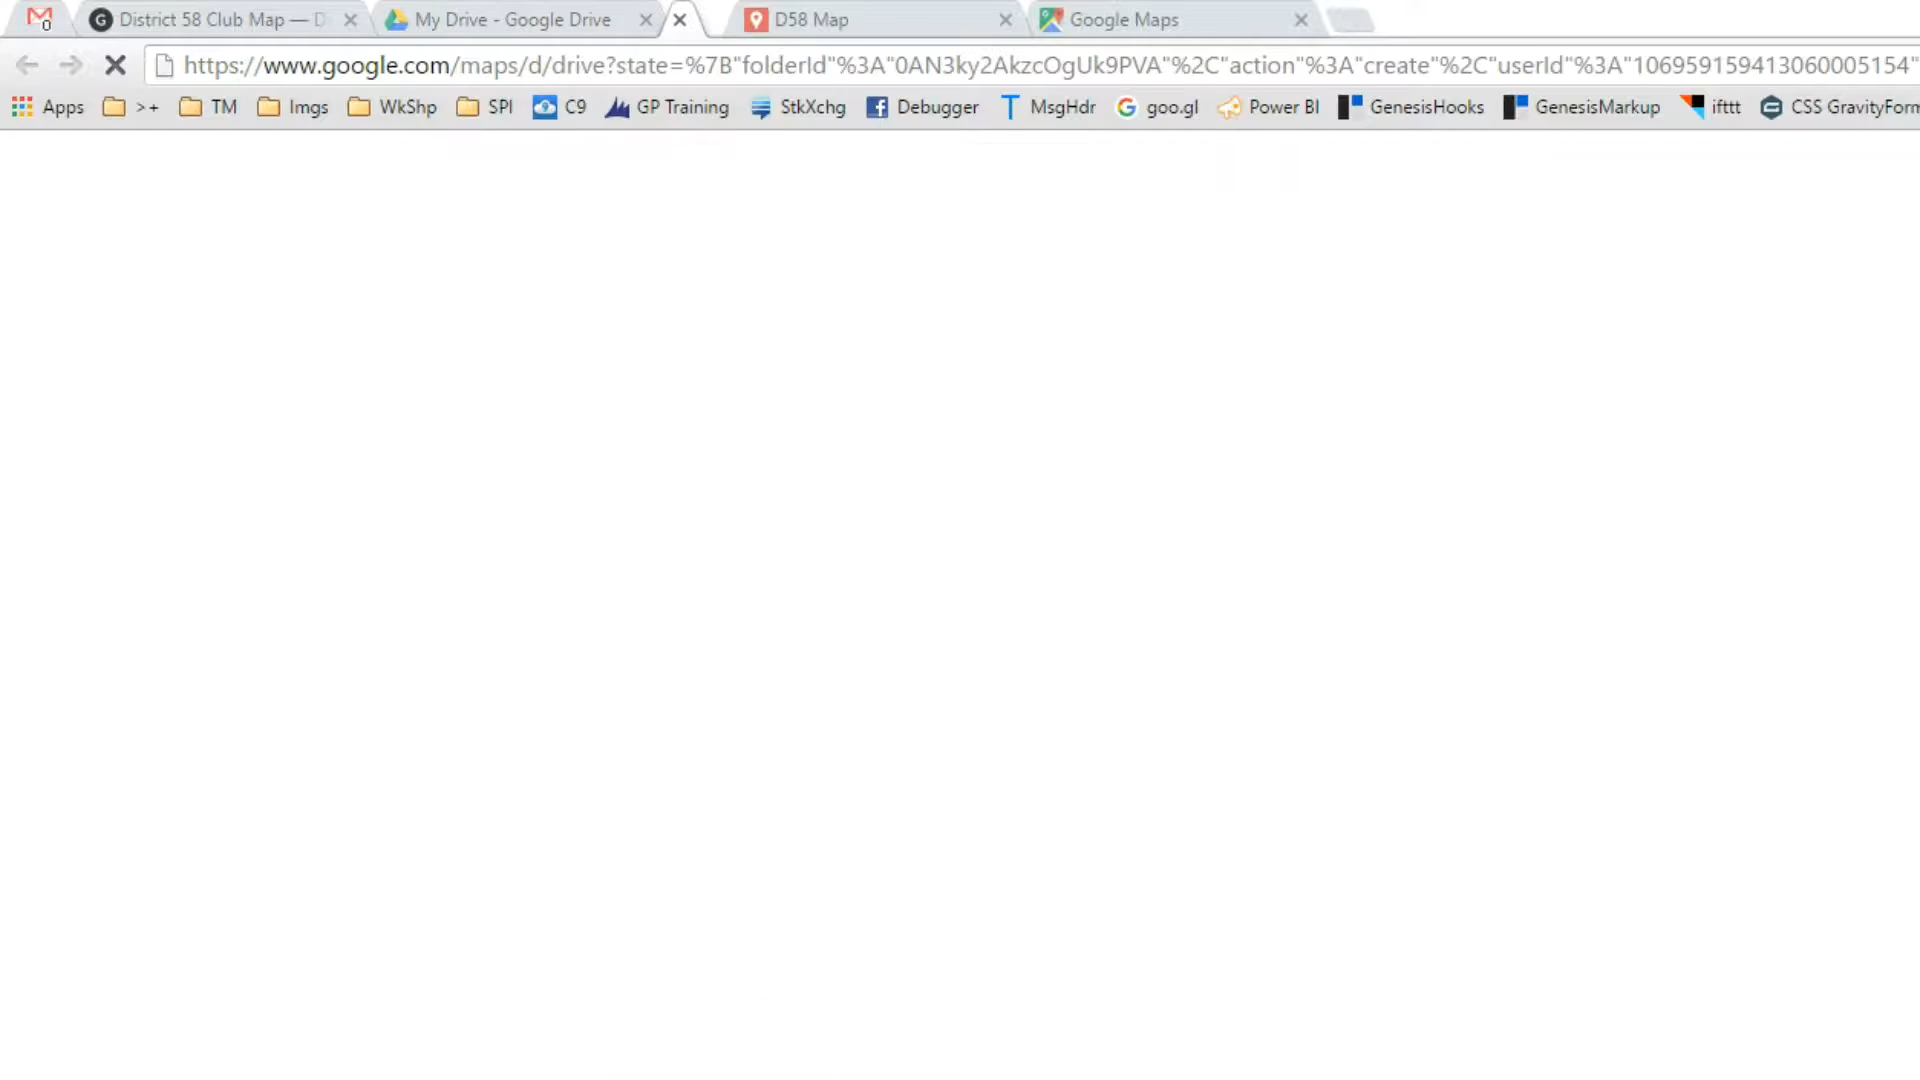 0 District 58 Club Map — D My Drive - Google Drive D58 Map Google Maps
https://www.google.com/maps/d/drive?state=%7B"folderId"%3A"0AN3ky2AkzcOgUk9PVA"%2C"action"%3A"create"%2C"userId"%3A"106959159413060005154"
Apps >+ TM Imgs WkShp SPI C9 GP Training StkXchg Debugger MsgHdr goo.gl Power BI GenesisHooks GenesisMarkup ifttt CSS GravityForm